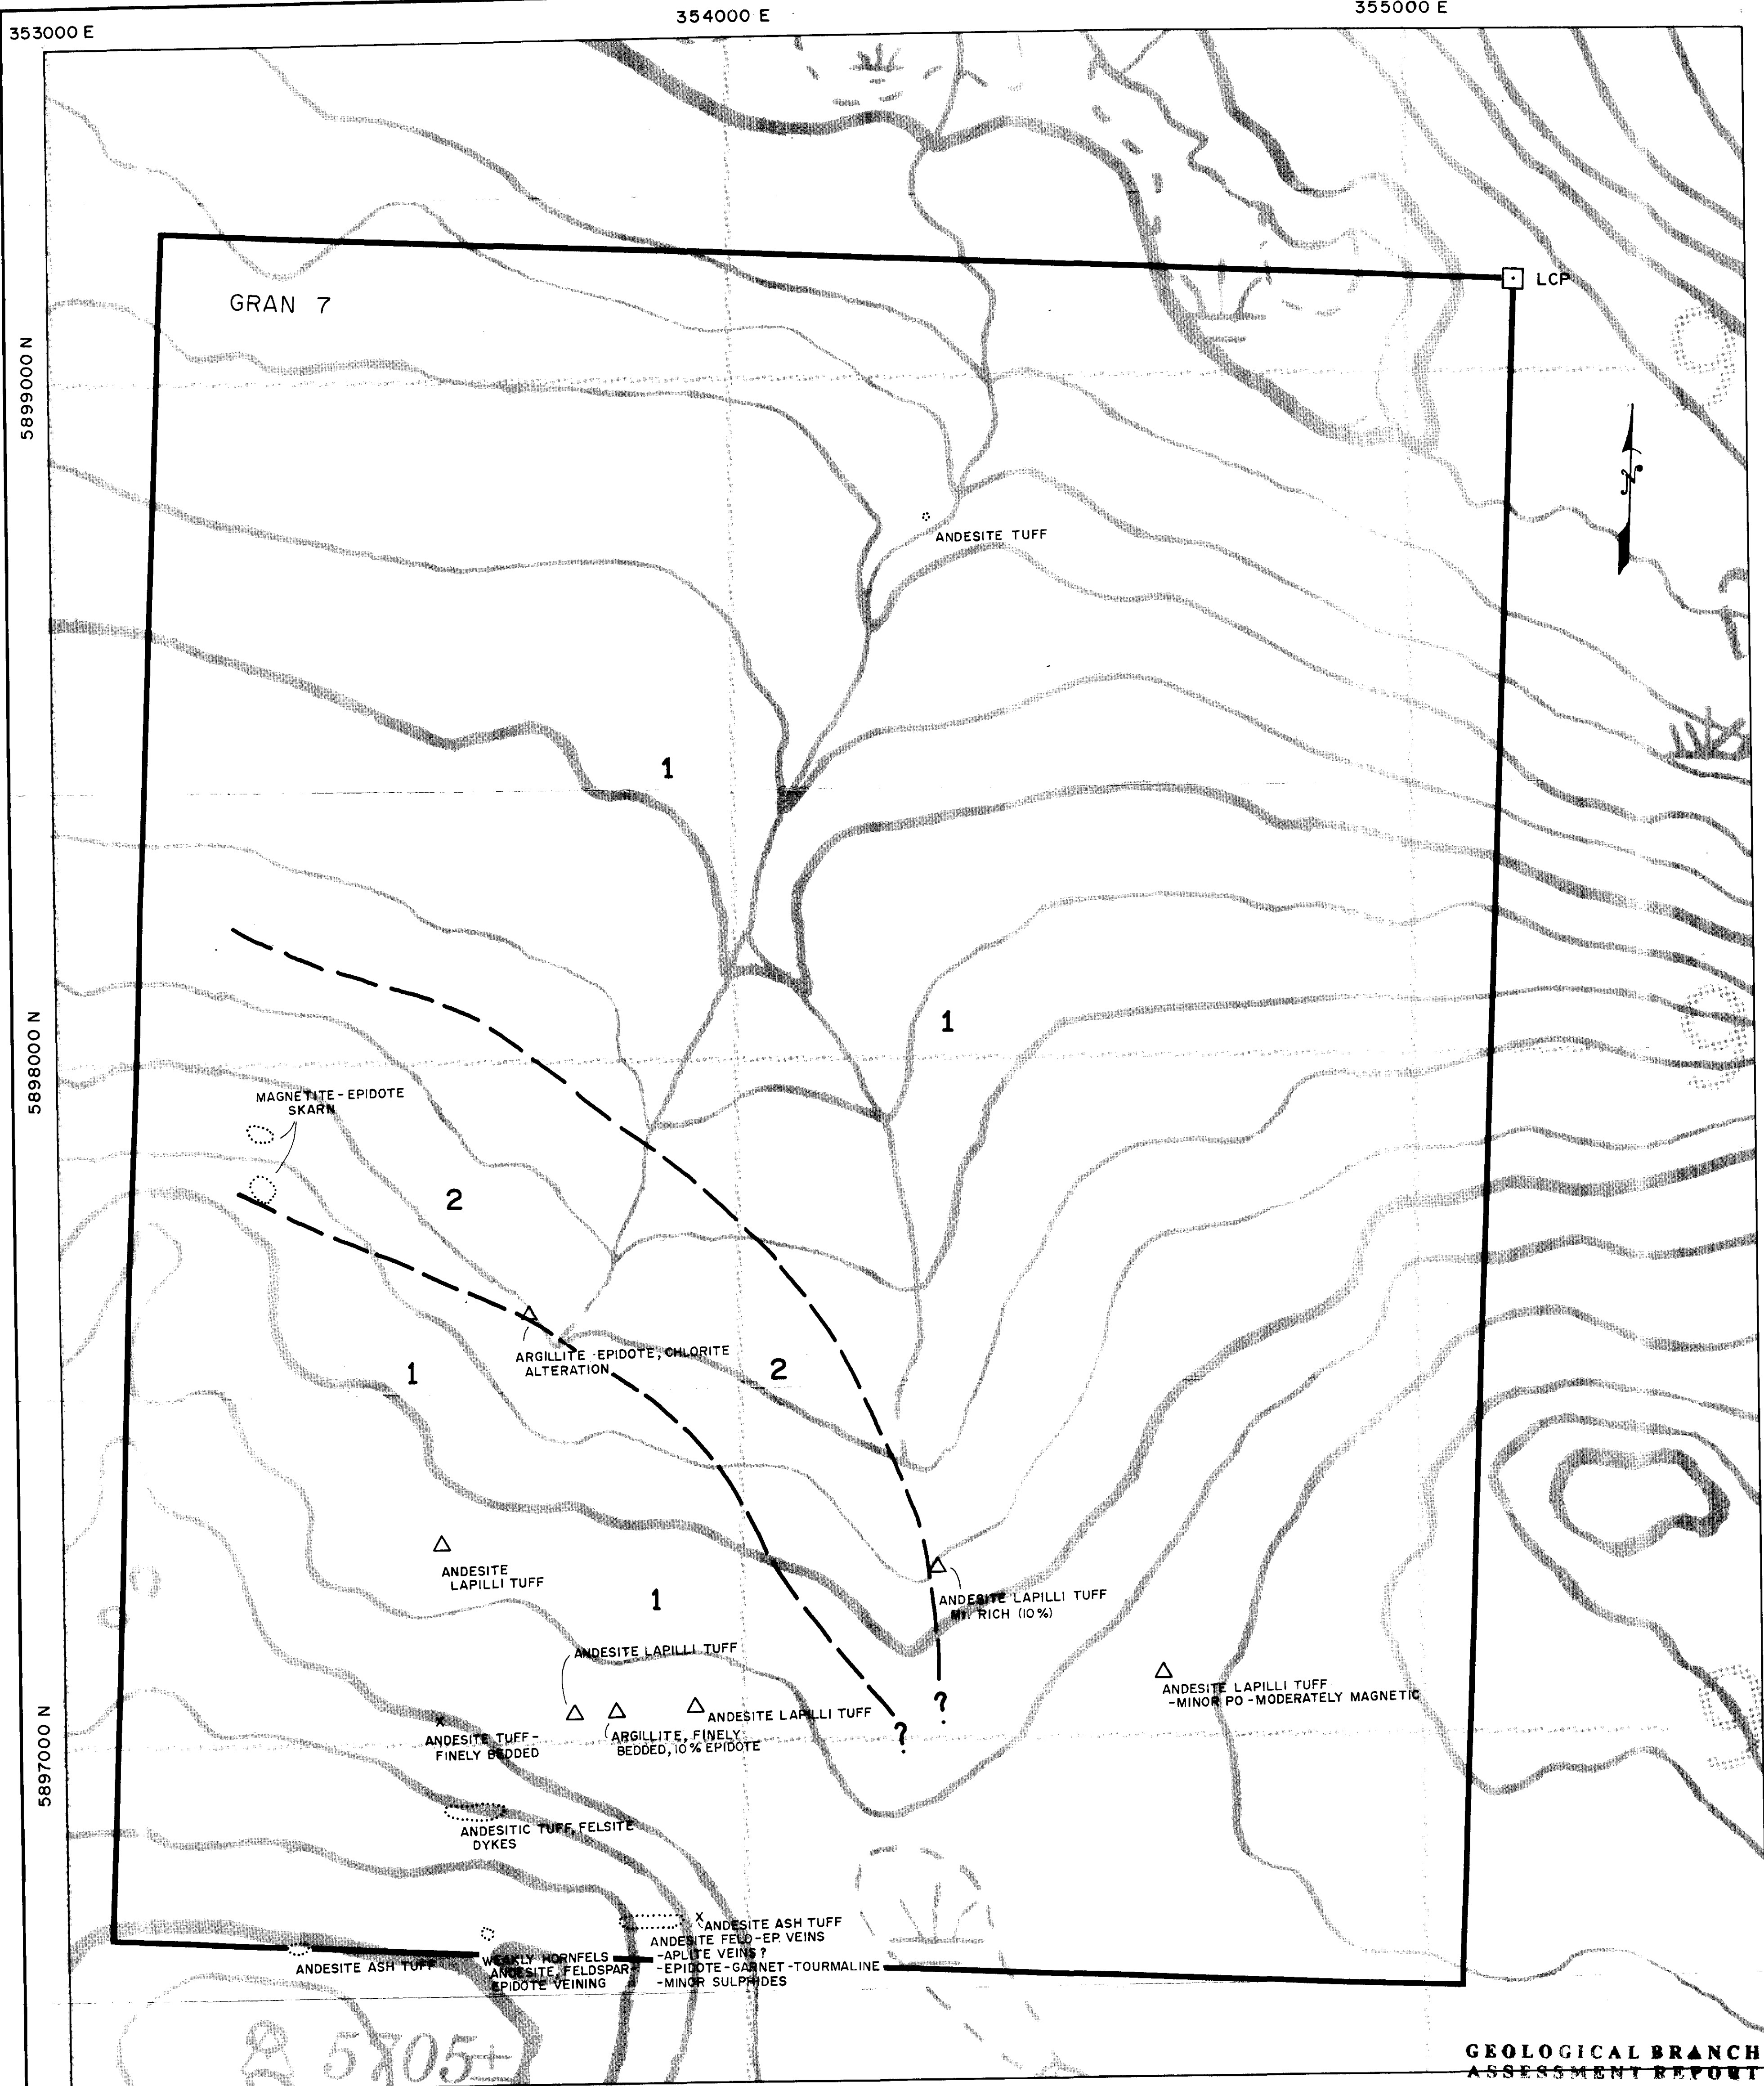 353000 E
354000 E
355000 E
LCP
GRAN 7
5899000 N
N
ANDESITE TUFF
1
1
5898000 N
MAGNETITE-EPIDOTE
SKARN
2
ARGILLITE-EPIDOTE, CHLORITE
ALTERATION
1
2
ANDESITE
LAPILLI TUFF
1
ANDESITE LAPILLI TUFF
Mt. RICH (10%)
ANDESITE LAPILLI TUFF
ANDESITE LAPILLI TUFF
-MINOR PO-MODERATELY MAGNETIC
?
?
ANDESITE LAPILLI TUFF
ARGILLITE, FINELY
BEDDED, 10% EPIDOTE
ANDESITE TUFF-
FINELY BEDDED
5897000 N
ANDESITIC TUFF, FELSITE
DYKES
ANDESITE ASH TUFF
ANDESITE FELD-EP. VEINS
-APLITE VEINS?
-EPIDOTE-GARNET-TOURMALINE
-MINOR SULPHIDES
WEAKLY HORNFELS
ANDESITE, FELDSPAR
EPIDOTE VEINING
ANDESITE ASH TUFF
5705±
GEOLOGICAL BRANCH
ASSESSMENT REPORT